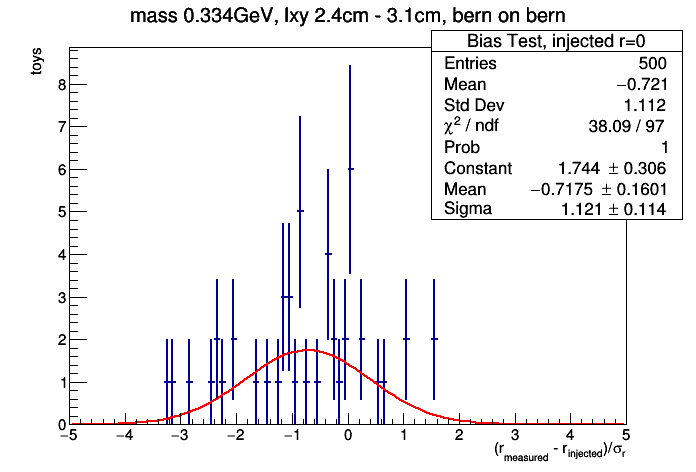 mass 0.334GeV, lxy 2.4cm - 3.1cm, bern on bern
Bias Test, injected r=0
Entries 500
Mean −0.721
Std Dev 1.112
χ² / ndf 38.09 / 97
Prob 1
Constant 1.744 ± 0.306
Mean −0.7175 ± 0.1601
Sigma 1.121 ± 0.114
toys
8
7
6
5
4
3
2
1
0
−5 −4 −3 −2 −1 0 1 2 3 4 5
(r_measured - r_injected)/σ_r